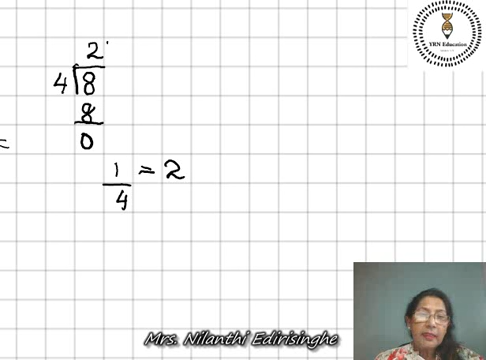 YRN Education
2
4 8
8
0
=
1/4 = 2
Mrs. Nilanthi Edirisinghe